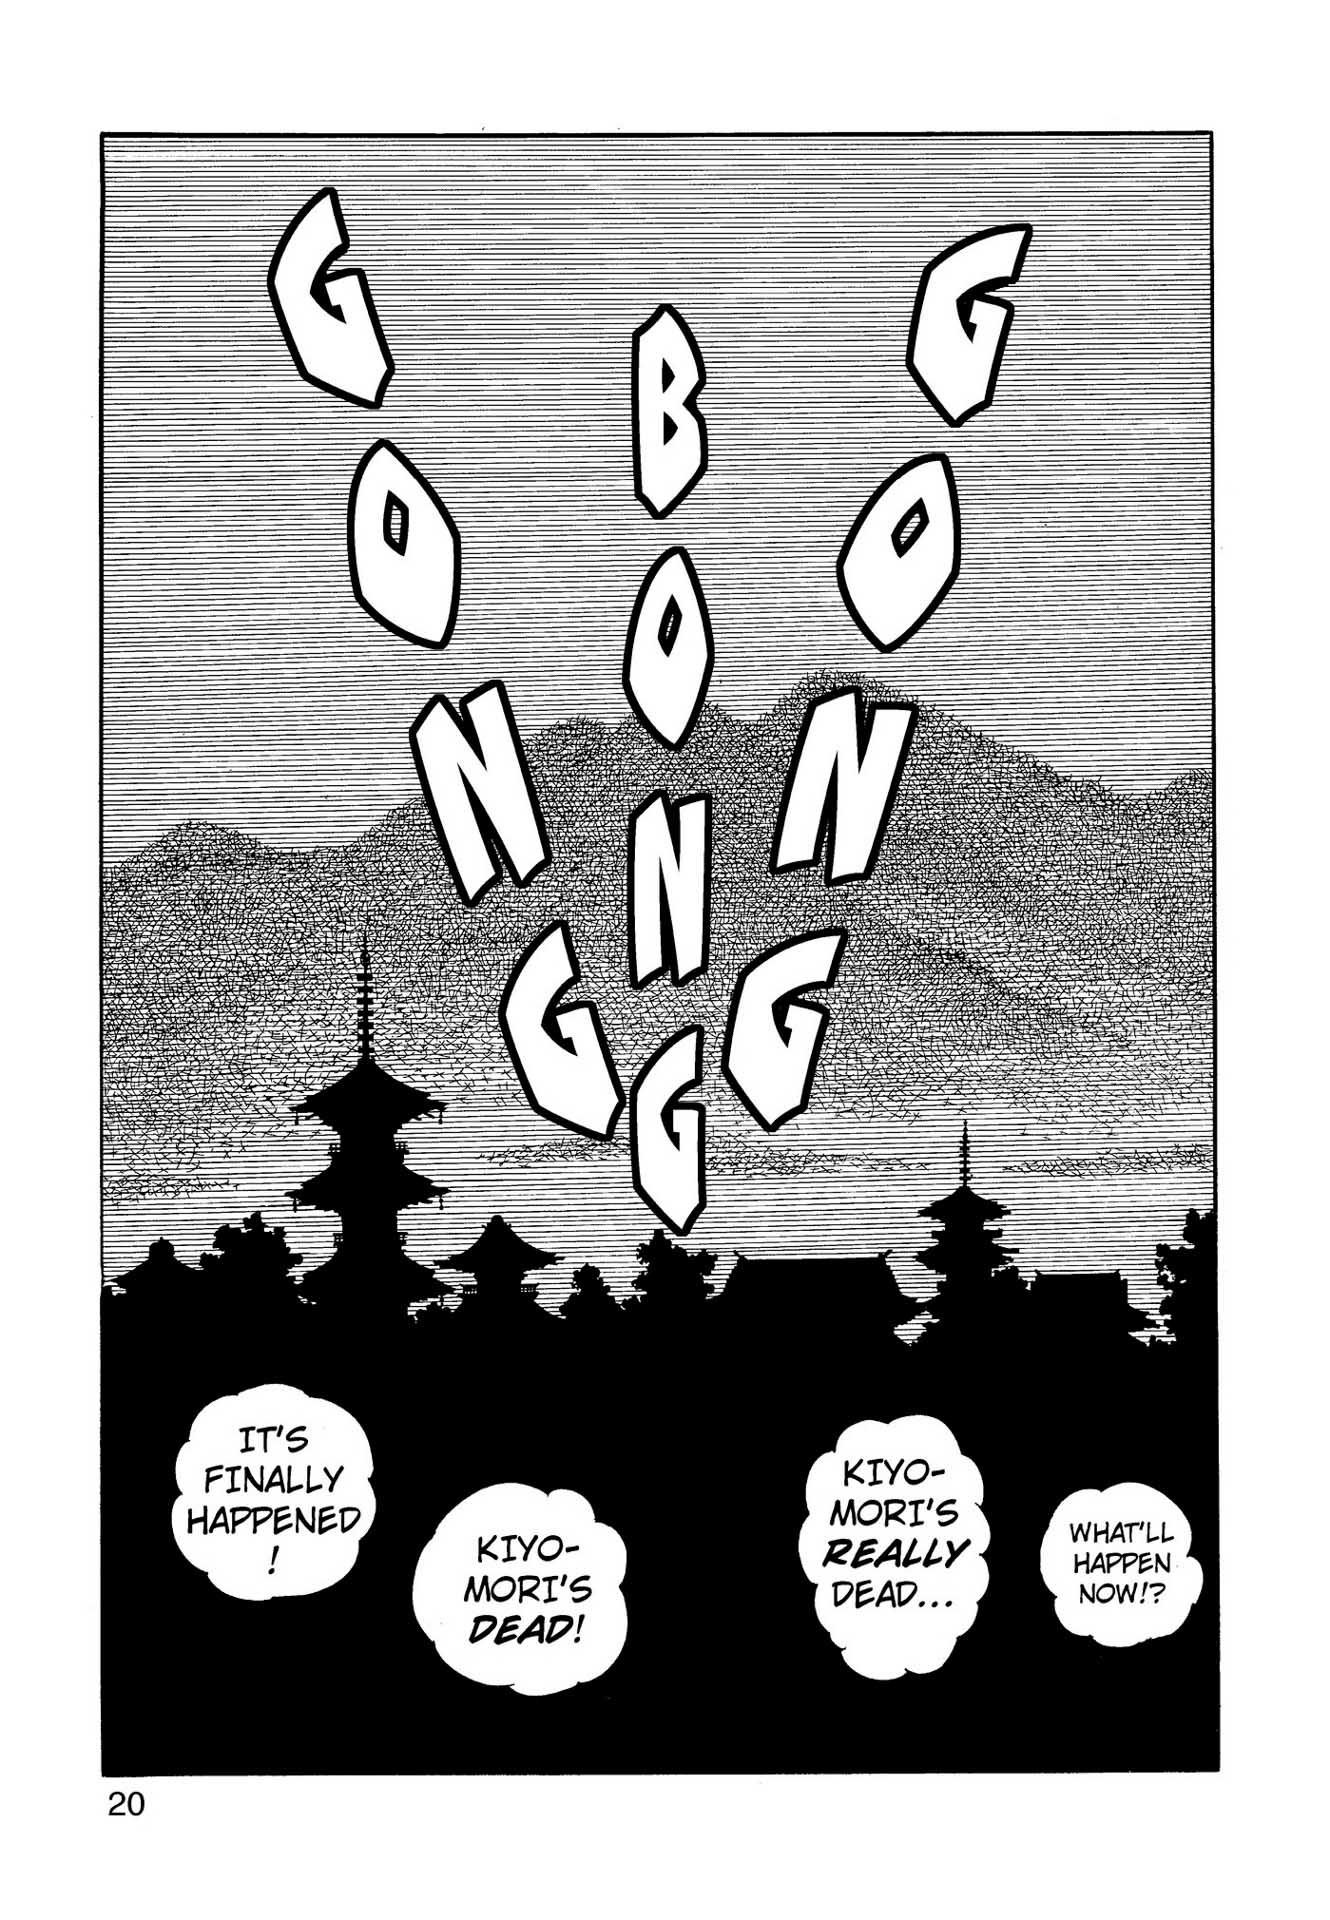 GONG
BONG
GONG
IT'S
FINALLY
HAPPENED
!
KIYO-
MORI'S
DEAD!
KIYO-
MORI'S
REALLY
DEAD...
WHAT'LL
HAPPEN
NOW!?
20